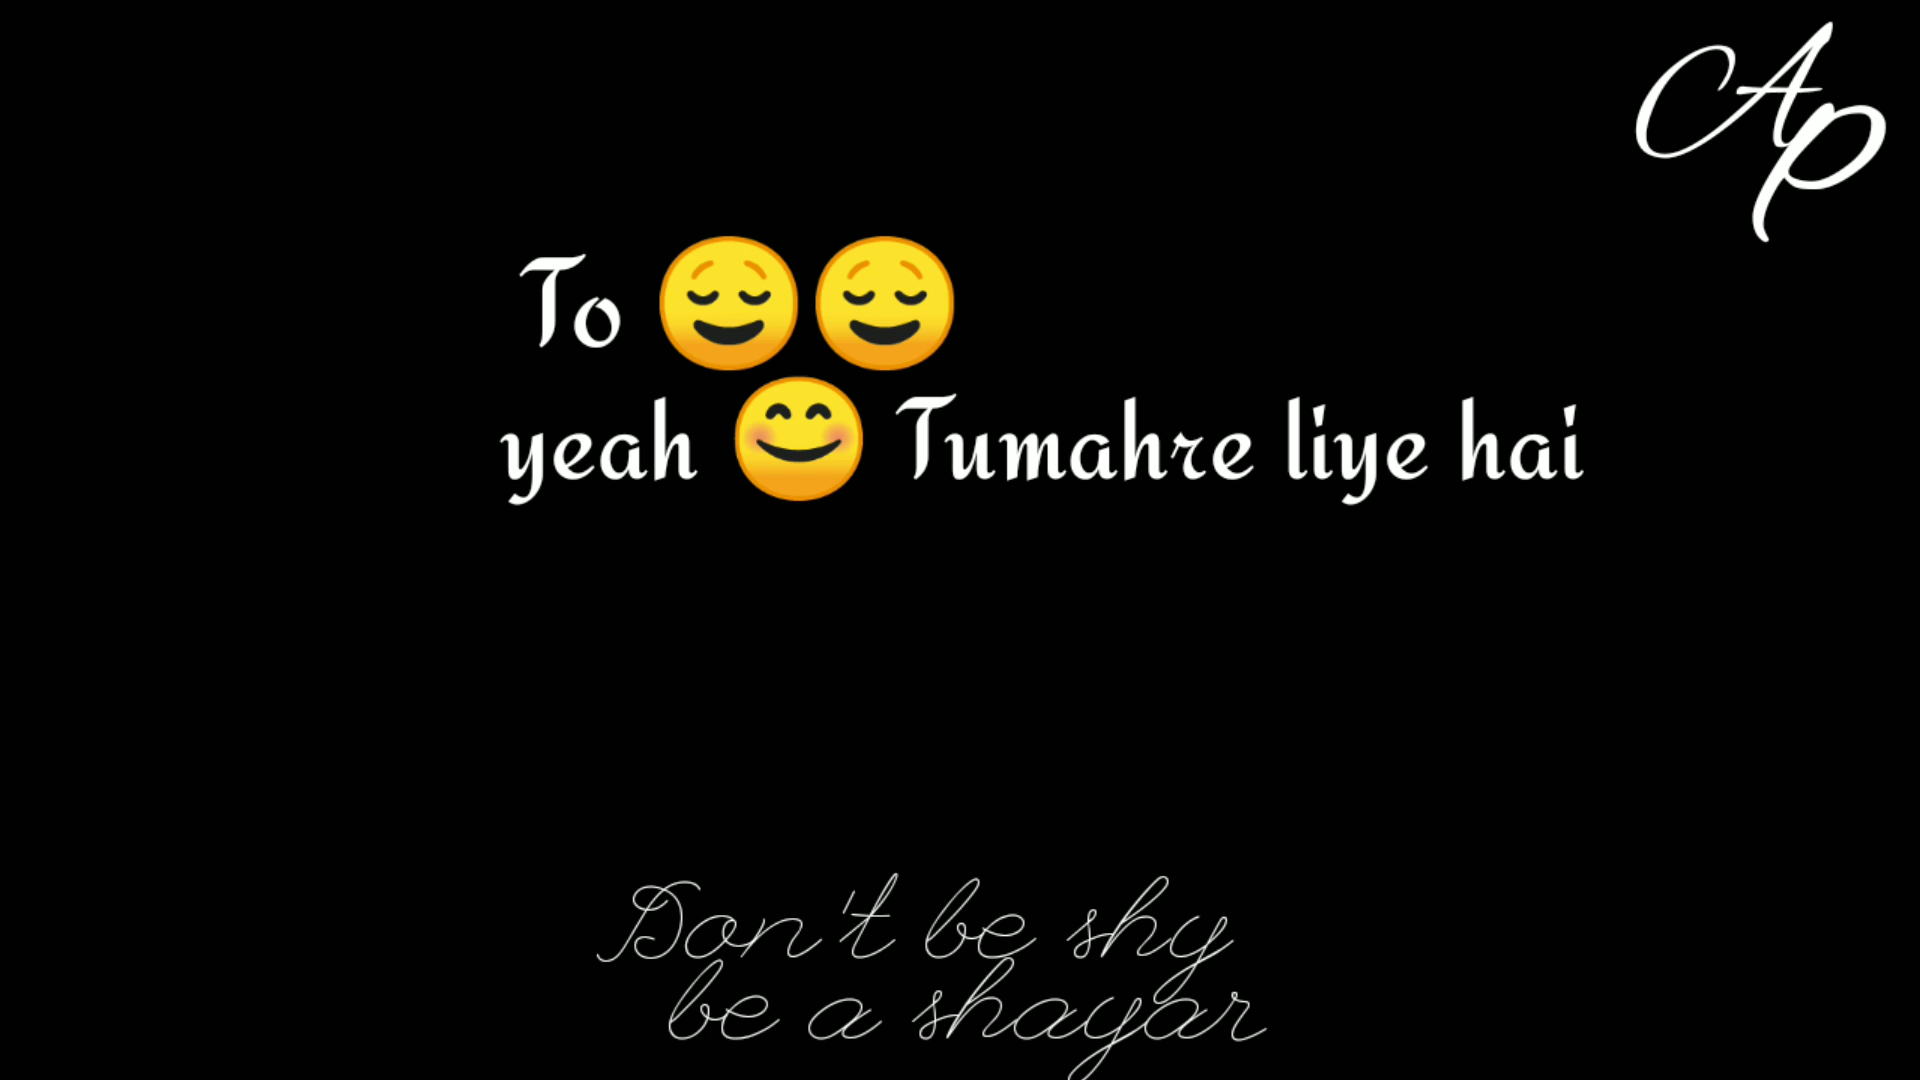 AP
To 😌😌
yeah 😊 Tumahre liye hai
Don't be shy
be a shayar